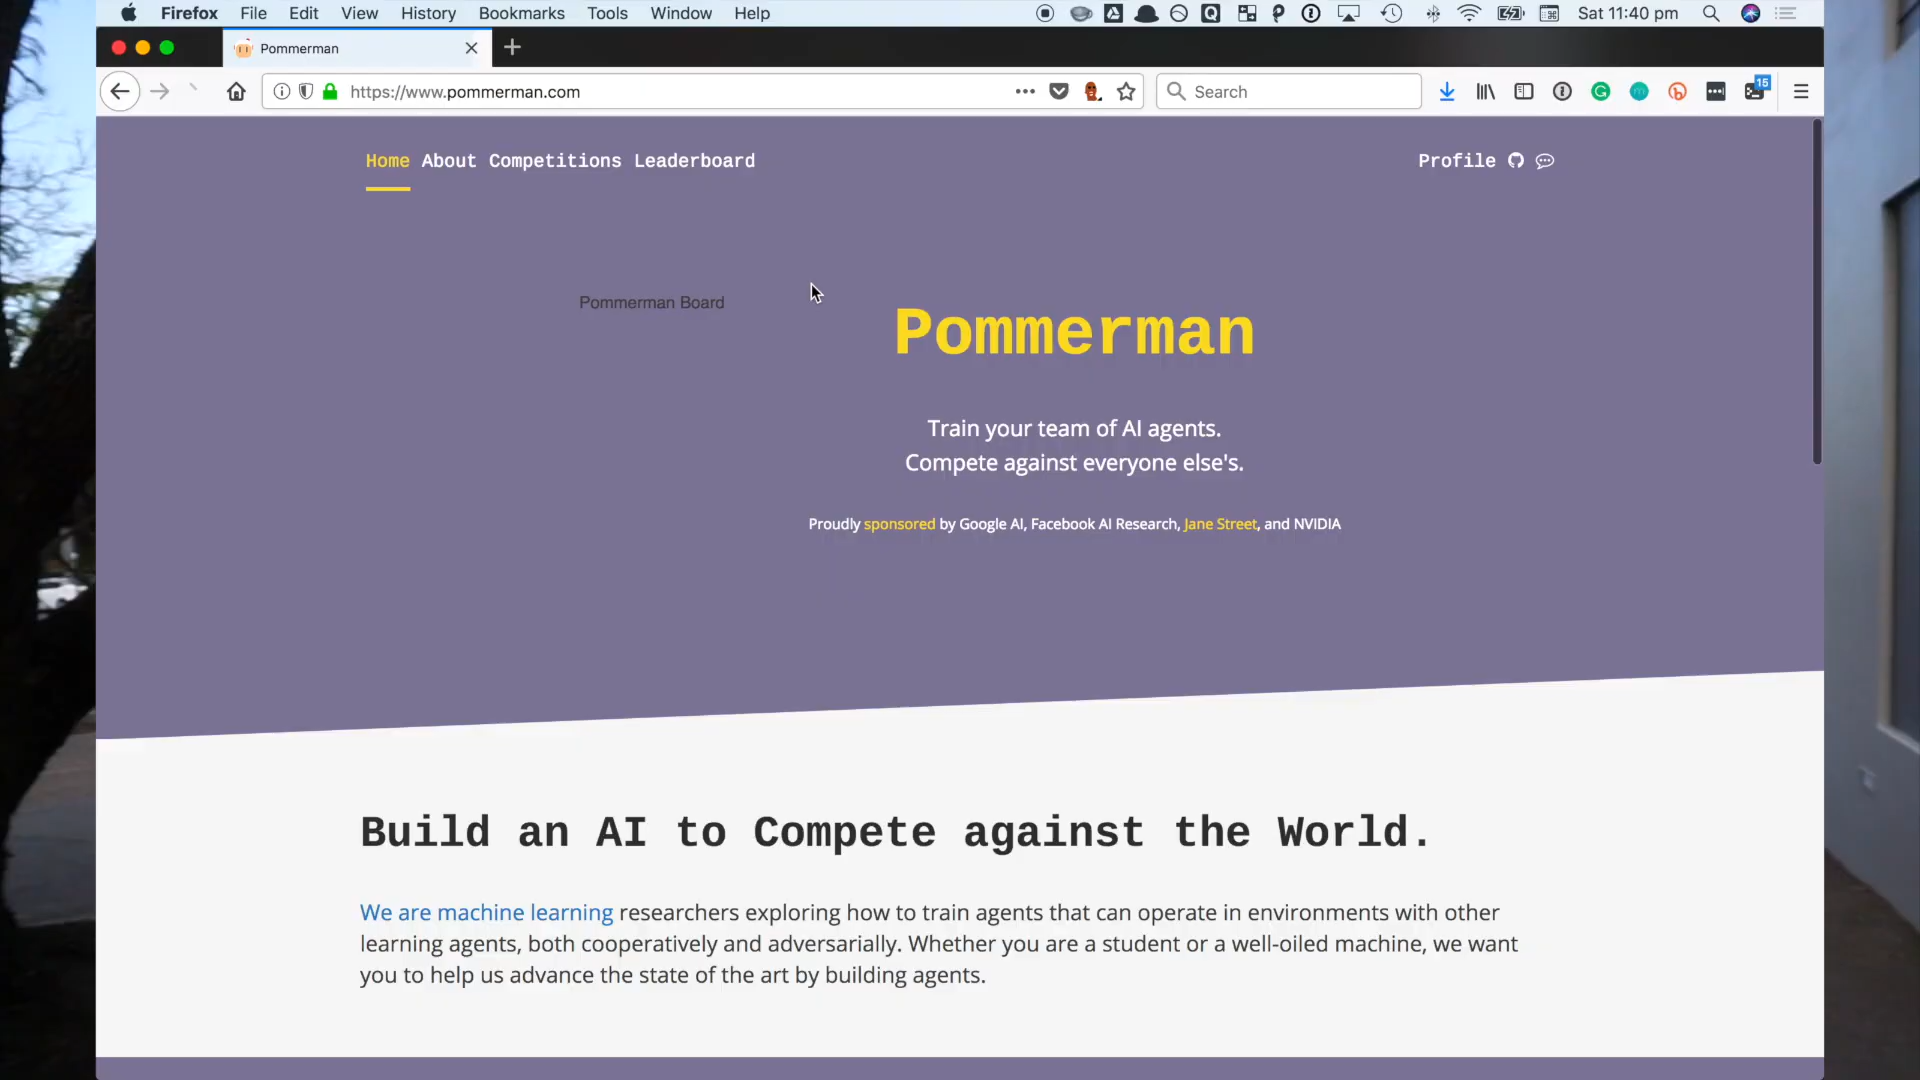 Firefox File Edit View History Bookmarks Tools Window Help Sat 11:40 pm
Pommerman
https://www.pommerman.com Search 15
Home About Competitions Leaderboard Profile
Pommerman Board
Pommerman
Train your team of AI agents.
Compete against everyone else's.
Proudly sponsored by Google AI, Facebook AI Research, Jane Street, and NVIDIA
Build an AI to Compete against the World.
We are machine learning researchers exploring how to train agents that can operate in environments with other
learning agents, both cooperatively and adversarially. Whether you are a student or a well-oiled machine, we want
you to help us advance the state of the art by building agents.